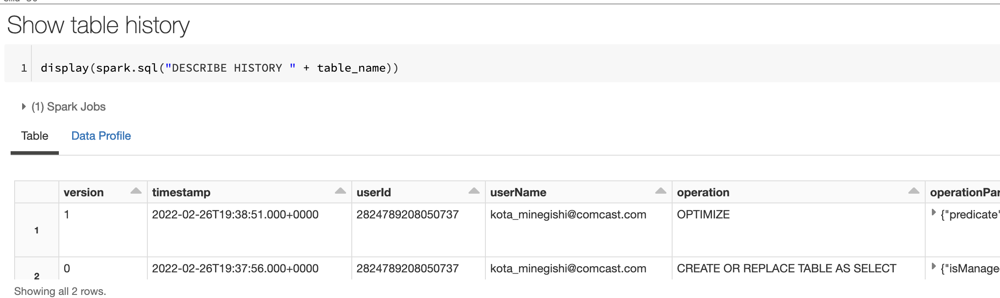 Show table history
1 display(spark.sql("DESCRIBE HISTORY " + table_name))
(1) Spark Jobs
Table Data Profile
version timestamp userId userName operation operationPar
1 1 2022-02-26T19:38:51.000+0000 2824789208050737 kota_minegishi@comcast.com OPTIMIZE {"predicate"
2 0 2022-02-26T19:37:56.000+0000 2824789208050737 kota_minegishi@comcast.com CREATE OR REPLACE TABLE AS SELECT {"isManage
Showing all 2 rows.